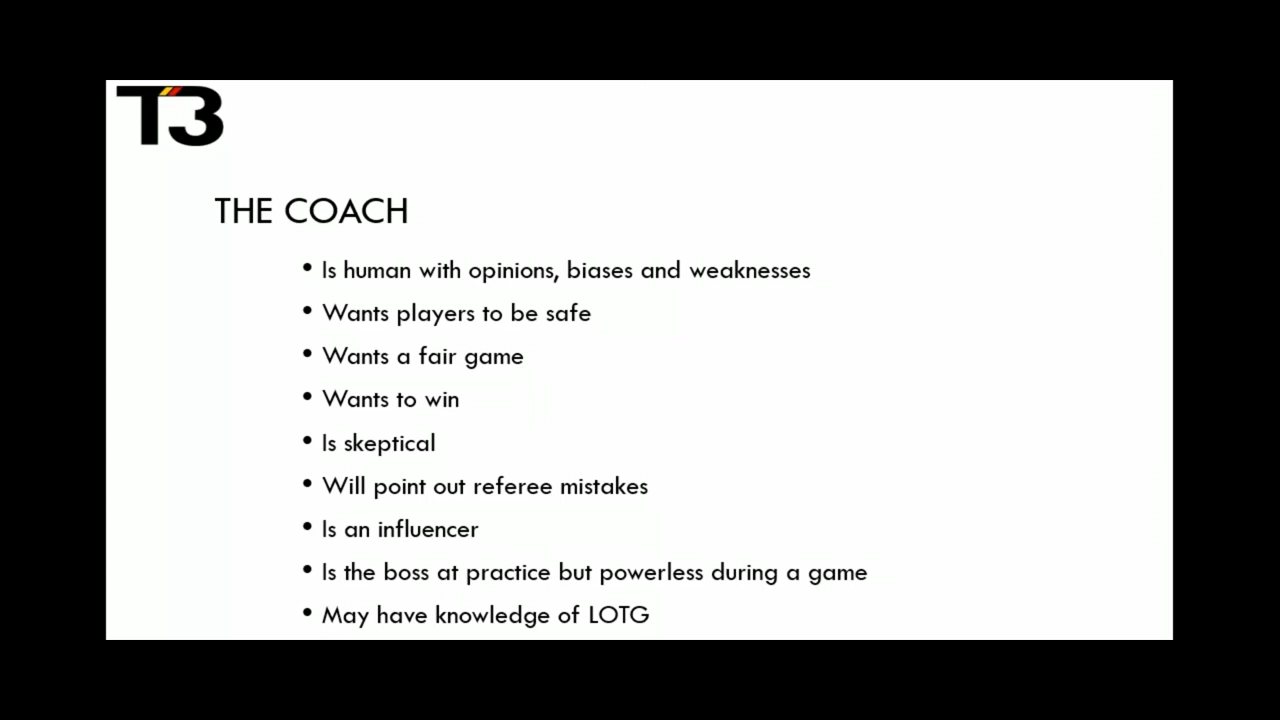 T3
THE COACH
• Is human with opinions, biases and weaknesses
• Wants players to be safe
• Wants a fair game
• Wants to win
• Is skeptical
• Will point out referee mistakes
• Is an influencer
• Is the boss at practice but powerless during a game
• May have knowledge of LOTG